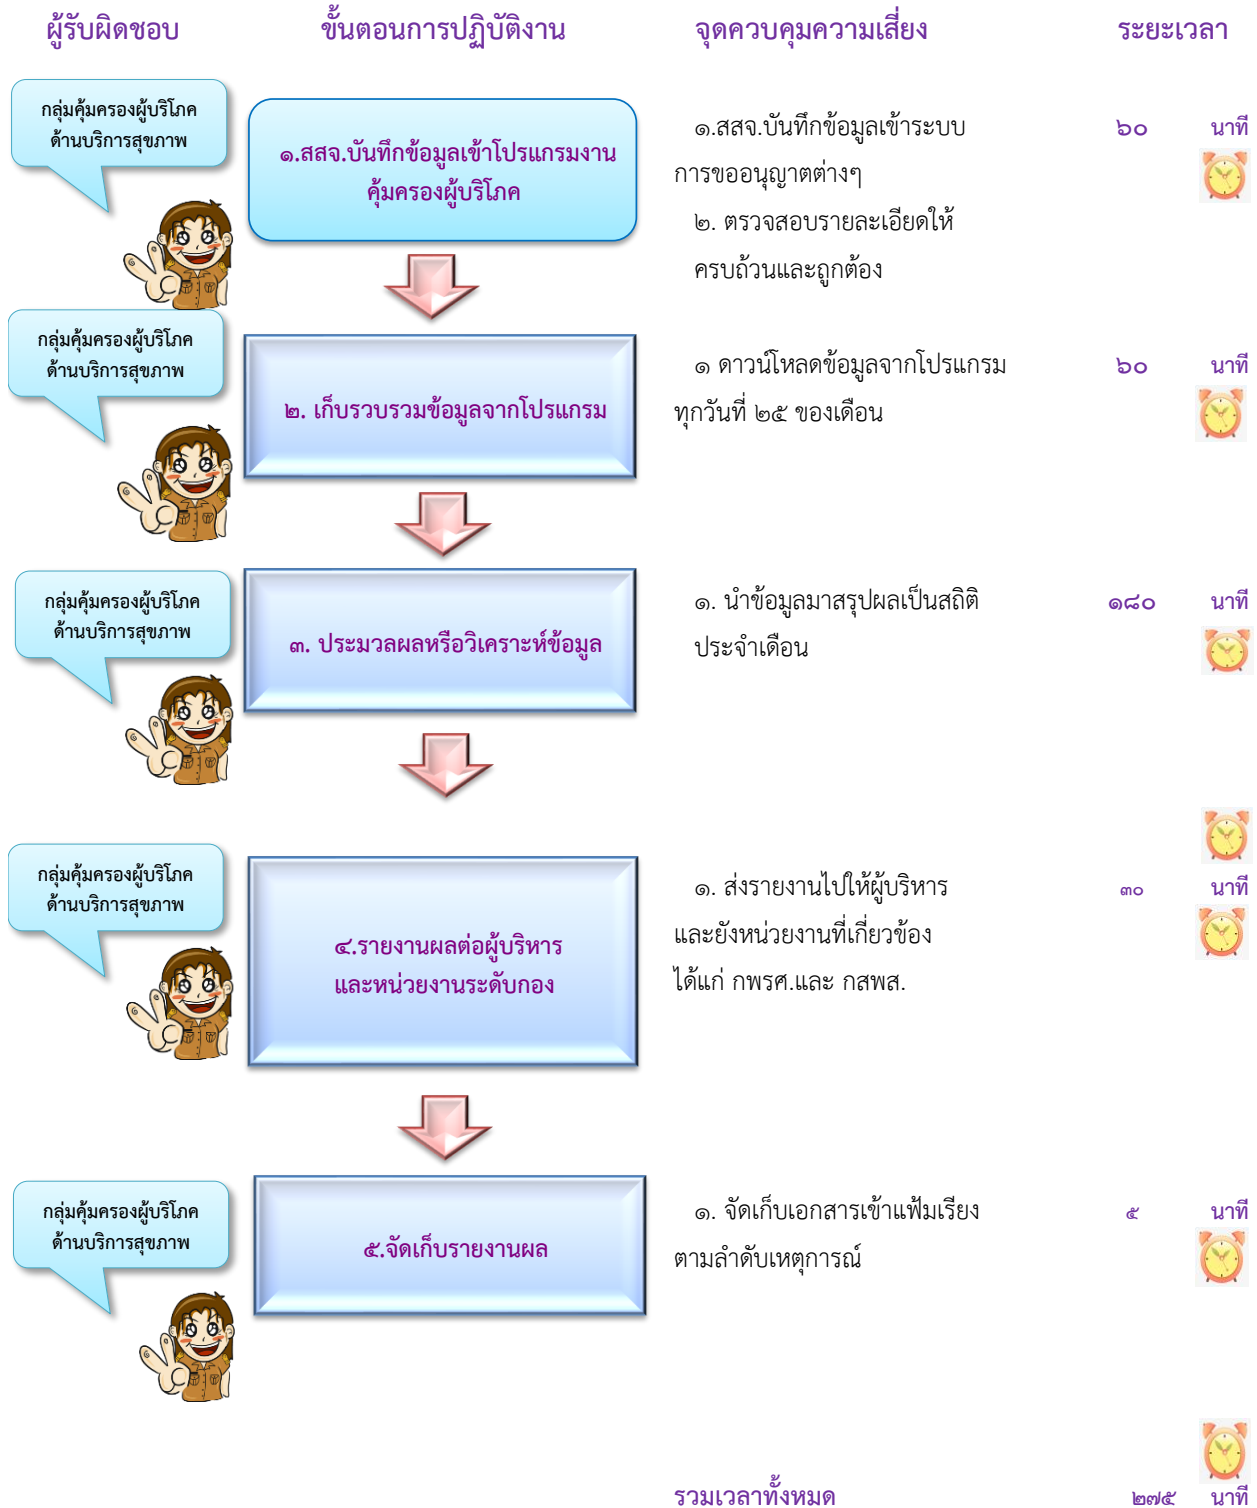 ผู้รับผิดชอบ ขั้นตอนการปฏิบัติงาน จุดควบคุมความเสี่ยง ระยะเวลา
กลุ่มคุ้มครองผู้บริโภค
ด้านบริการสุขภาพ
๑.สสจ.บันทึกข้อมูลเข้าโปรแกรมงาน
คุ้มครองผู้บริโภค
๑.สสจ.บันทึกข้อมูลเข้าระบบ
การขออนุญาตต่างๆ
๒. ตรวจสอบรายละเอียดให้
ครบถ้วนและถูกต้อง
๖๐ นาที
กลุ่มคุ้มครองผู้บริโภค
ด้านบริการสุขภาพ
๒. เก็บรวบรวมข้อมูลจากโปรแกรม
๑ ดาวน์โหลดข้อมูลจากโปรแกรม
ทุกวันที่ ๒๕ ของเดือน
๖๐ นาที
กลุ่มคุ้มครองผู้บริโภค
ด้านบริการสุขภาพ
๓. ประมวลผลหรือวิเคราะห์ข้อมูล
๑. นำข้อมูลมาสรุปผลเป็นสถิติ
ประจำเดือน
๑๘๐ นาที
กลุ่มคุ้มครองผู้บริโภค
ด้านบริการสุขภาพ
๔.รายงานผลต่อผู้บริหาร
และหน่วยงานระดับกอง
๑. ส่งรายงานไปให้ผู้บริหาร
และยังหน่วยงานที่เกี่ยวข้อง
ได้แก่ กพรศ.และ กสพส.
๓๐ นาที
กลุ่มคุ้มครองผู้บริโภค
ด้านบริการสุขภาพ
๕.จัดเก็บรายงานผล
๑. จัดเก็บเอกสารเข้าแฟ้มเรียง
ตามลำดับเหตุการณ์
๕ นาที
รวมเวลาทั้งหมด ๒๗๕ นาที